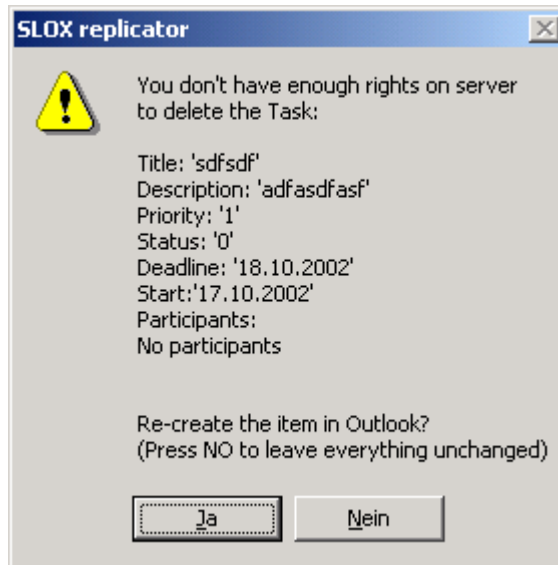 SLOX replicator
You don't have enough rights on server
to delete the Task:
Title: 'sdfsdf'
Description: 'adfasdfasf'
Priority: '1'
Status: '0'
Deadline: '18.10.2002'
Start:'17.10.2002'
Participants:
No participants
Re-create the item in Outlook?
(Press NO to leave everything unchanged)
Ja
Nein